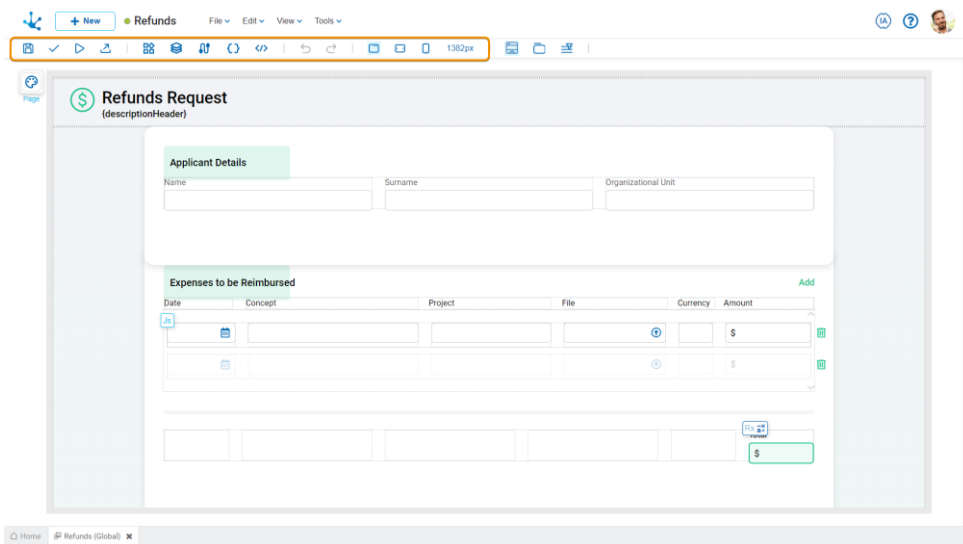 + New
Refunds
File
Edit
View
Tools
IA
?
1382px
Page
$
Refunds Request
{descriptionHeader}
Applicant Details
Name
Surname
Organizational Unit
Expenses to be Reimbursed
Add
Date
Concept
Project
File
Currency
Amount
Js
$
$
Rx
Total
$
Home
Refunds (Global)